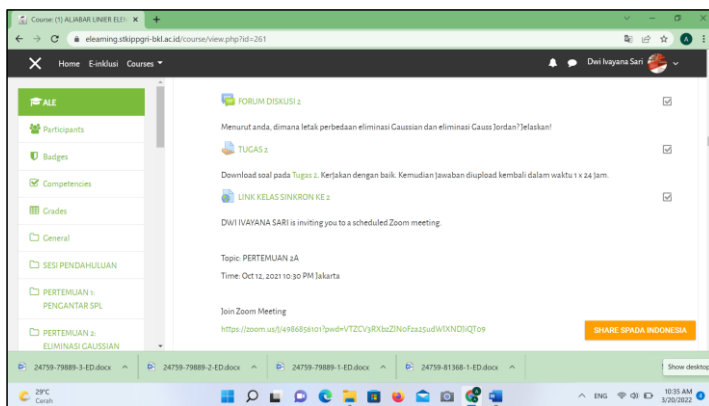 Course: (1) ALJABAR LINIER ELE
elearning.stkippgri-bkl.ac.id/course/view.php?id=261
A
Home E-inklusi Courses
Dwi Ivayana Sari
ALE
Participants
Badges
Competencies
Grades
General
SESI PENDAHULUAN
PERTEMUAN 1:
PENGANTAR SPL
PERTEMUAN 2:
ELIMINASI GAUSSIAN
FORUM DISKUSI 2
Menurut anda, dimana letak perbedaan eliminasi Gaussian dan eliminasi Gauss Jordan? Jelaskan!
TUGAS 2
Download soal pada Tugas 2. Kerjakan dengan baik. Kemudian jawaban diupload kembali dalam waktu 1 x 24 jam.
LINK KELAS SINKRON KE 2
DWI IVAYANA SARI is inviting you to a scheduled Zoom meeting.
Topic: PERTEMUAN 2A
Time: Oct 12, 2021 10:30 PM Jakarta
Join Zoom Meeting
SHARE SPADA INDONESIA
24759-79889-3-ED.docx
24759-79889-2-ED.docx
24759-79889-1-ED.docx
24759-81368-1-ED.docx
Show desktop
29°C
Cerah
ENG
10:35 AM
3/20/2022